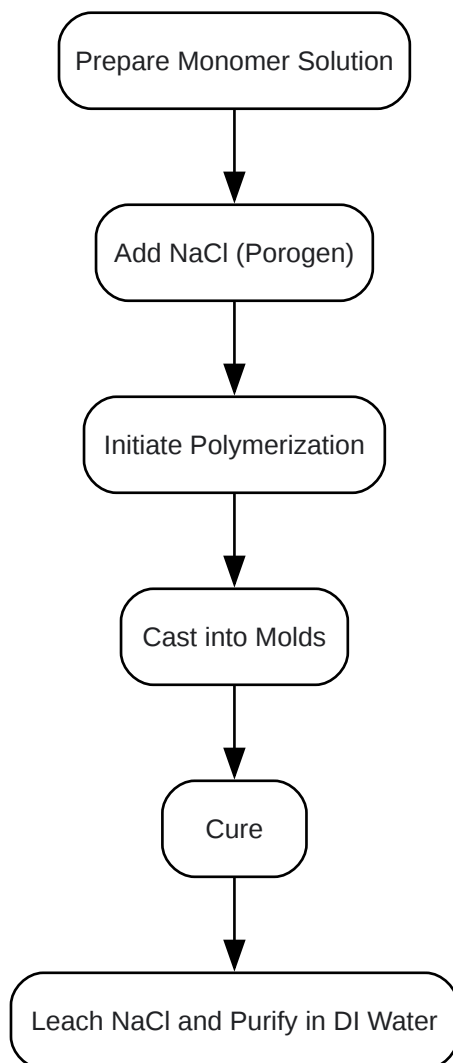 Prepare Monomer Solution
Add NaCl (Porogen)
Initiate Polymerization
Cast into Molds
Cure
Leach NaCl and Purify in DI Water